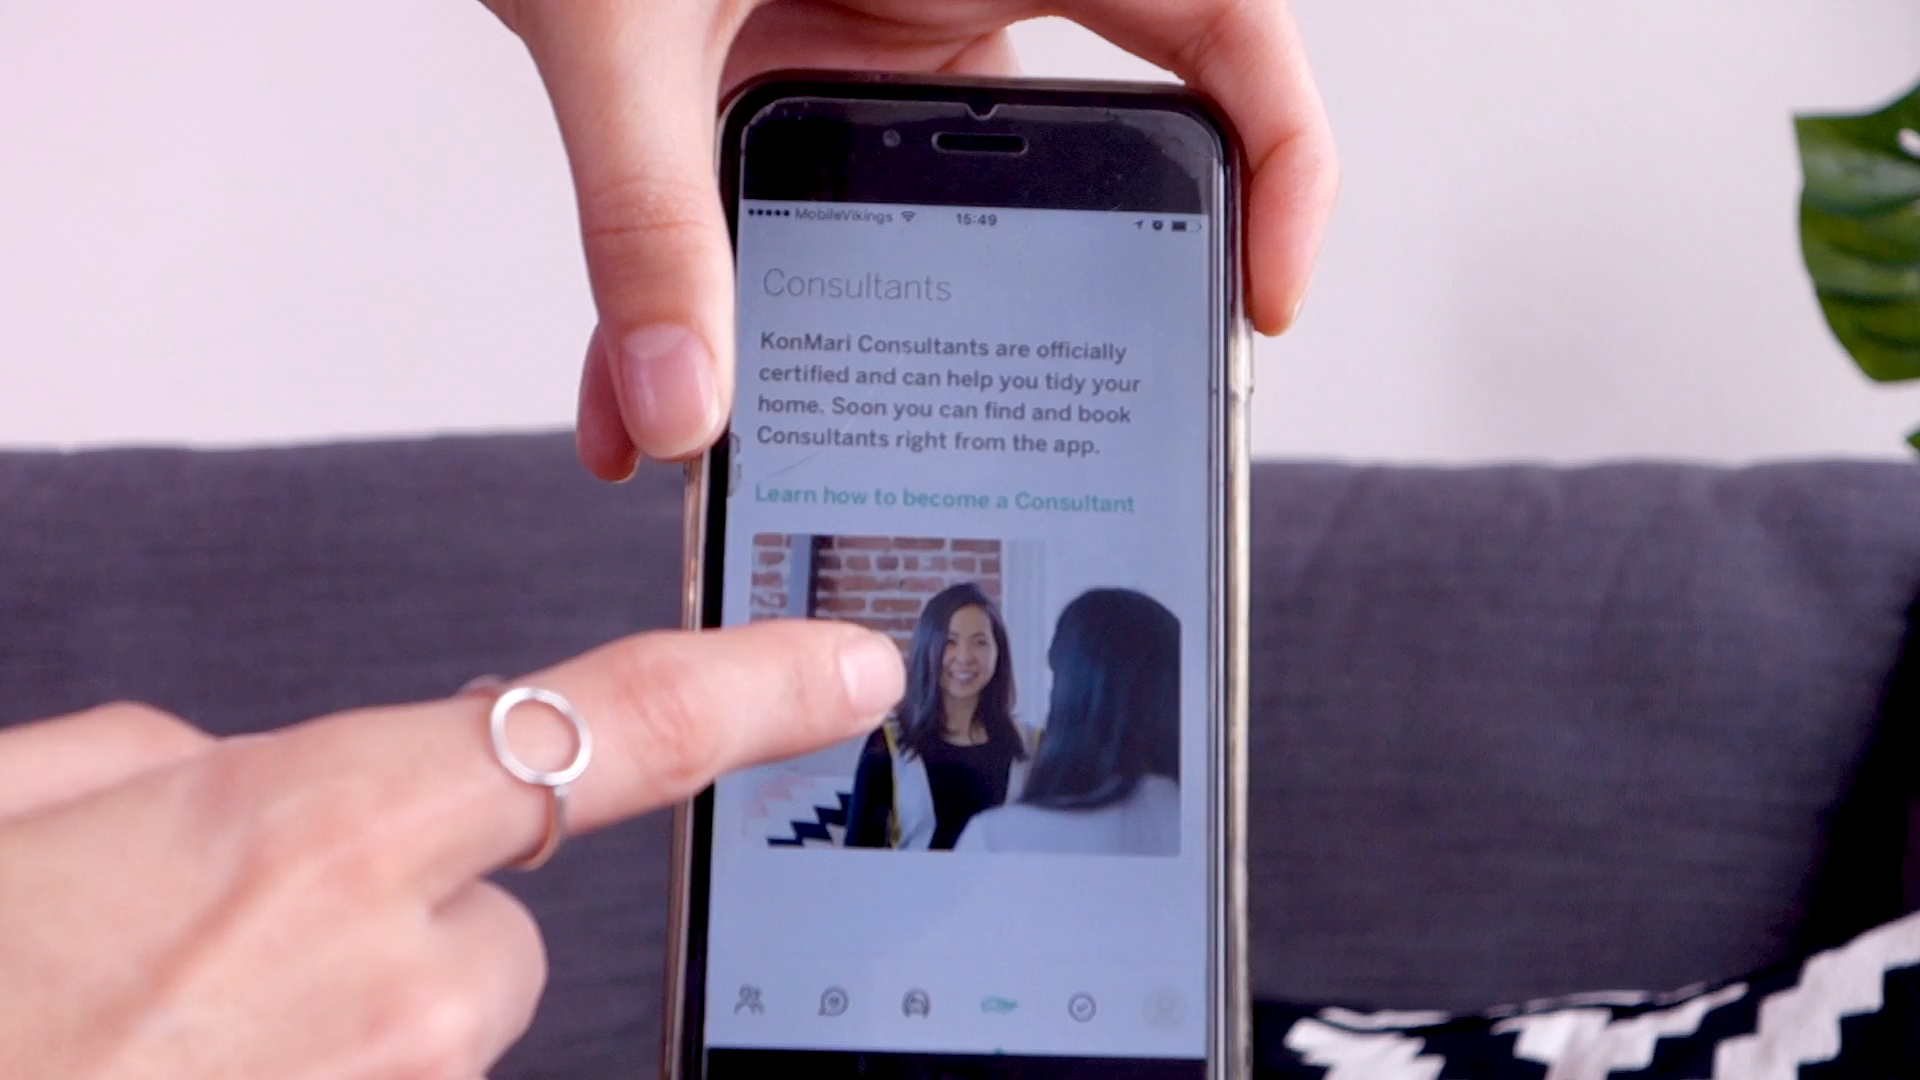 MobileVikings 15:49
Consultants
KonMari Consultants are officially
certified and can help you tidy your
home. Soon you can find and book
Consultants right from the app.
Learn how to become a Consultant